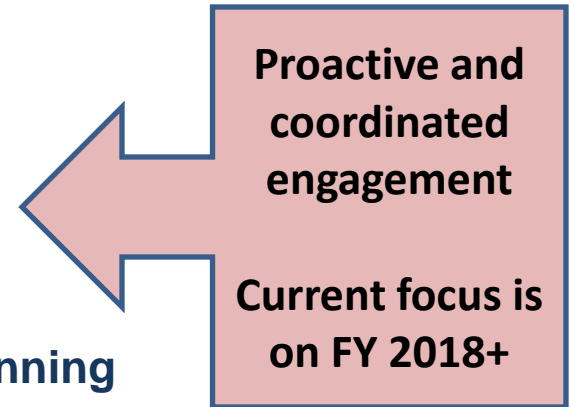 Proactive and
coordinated
engagement
Current focus is
on FY 2018+
nning